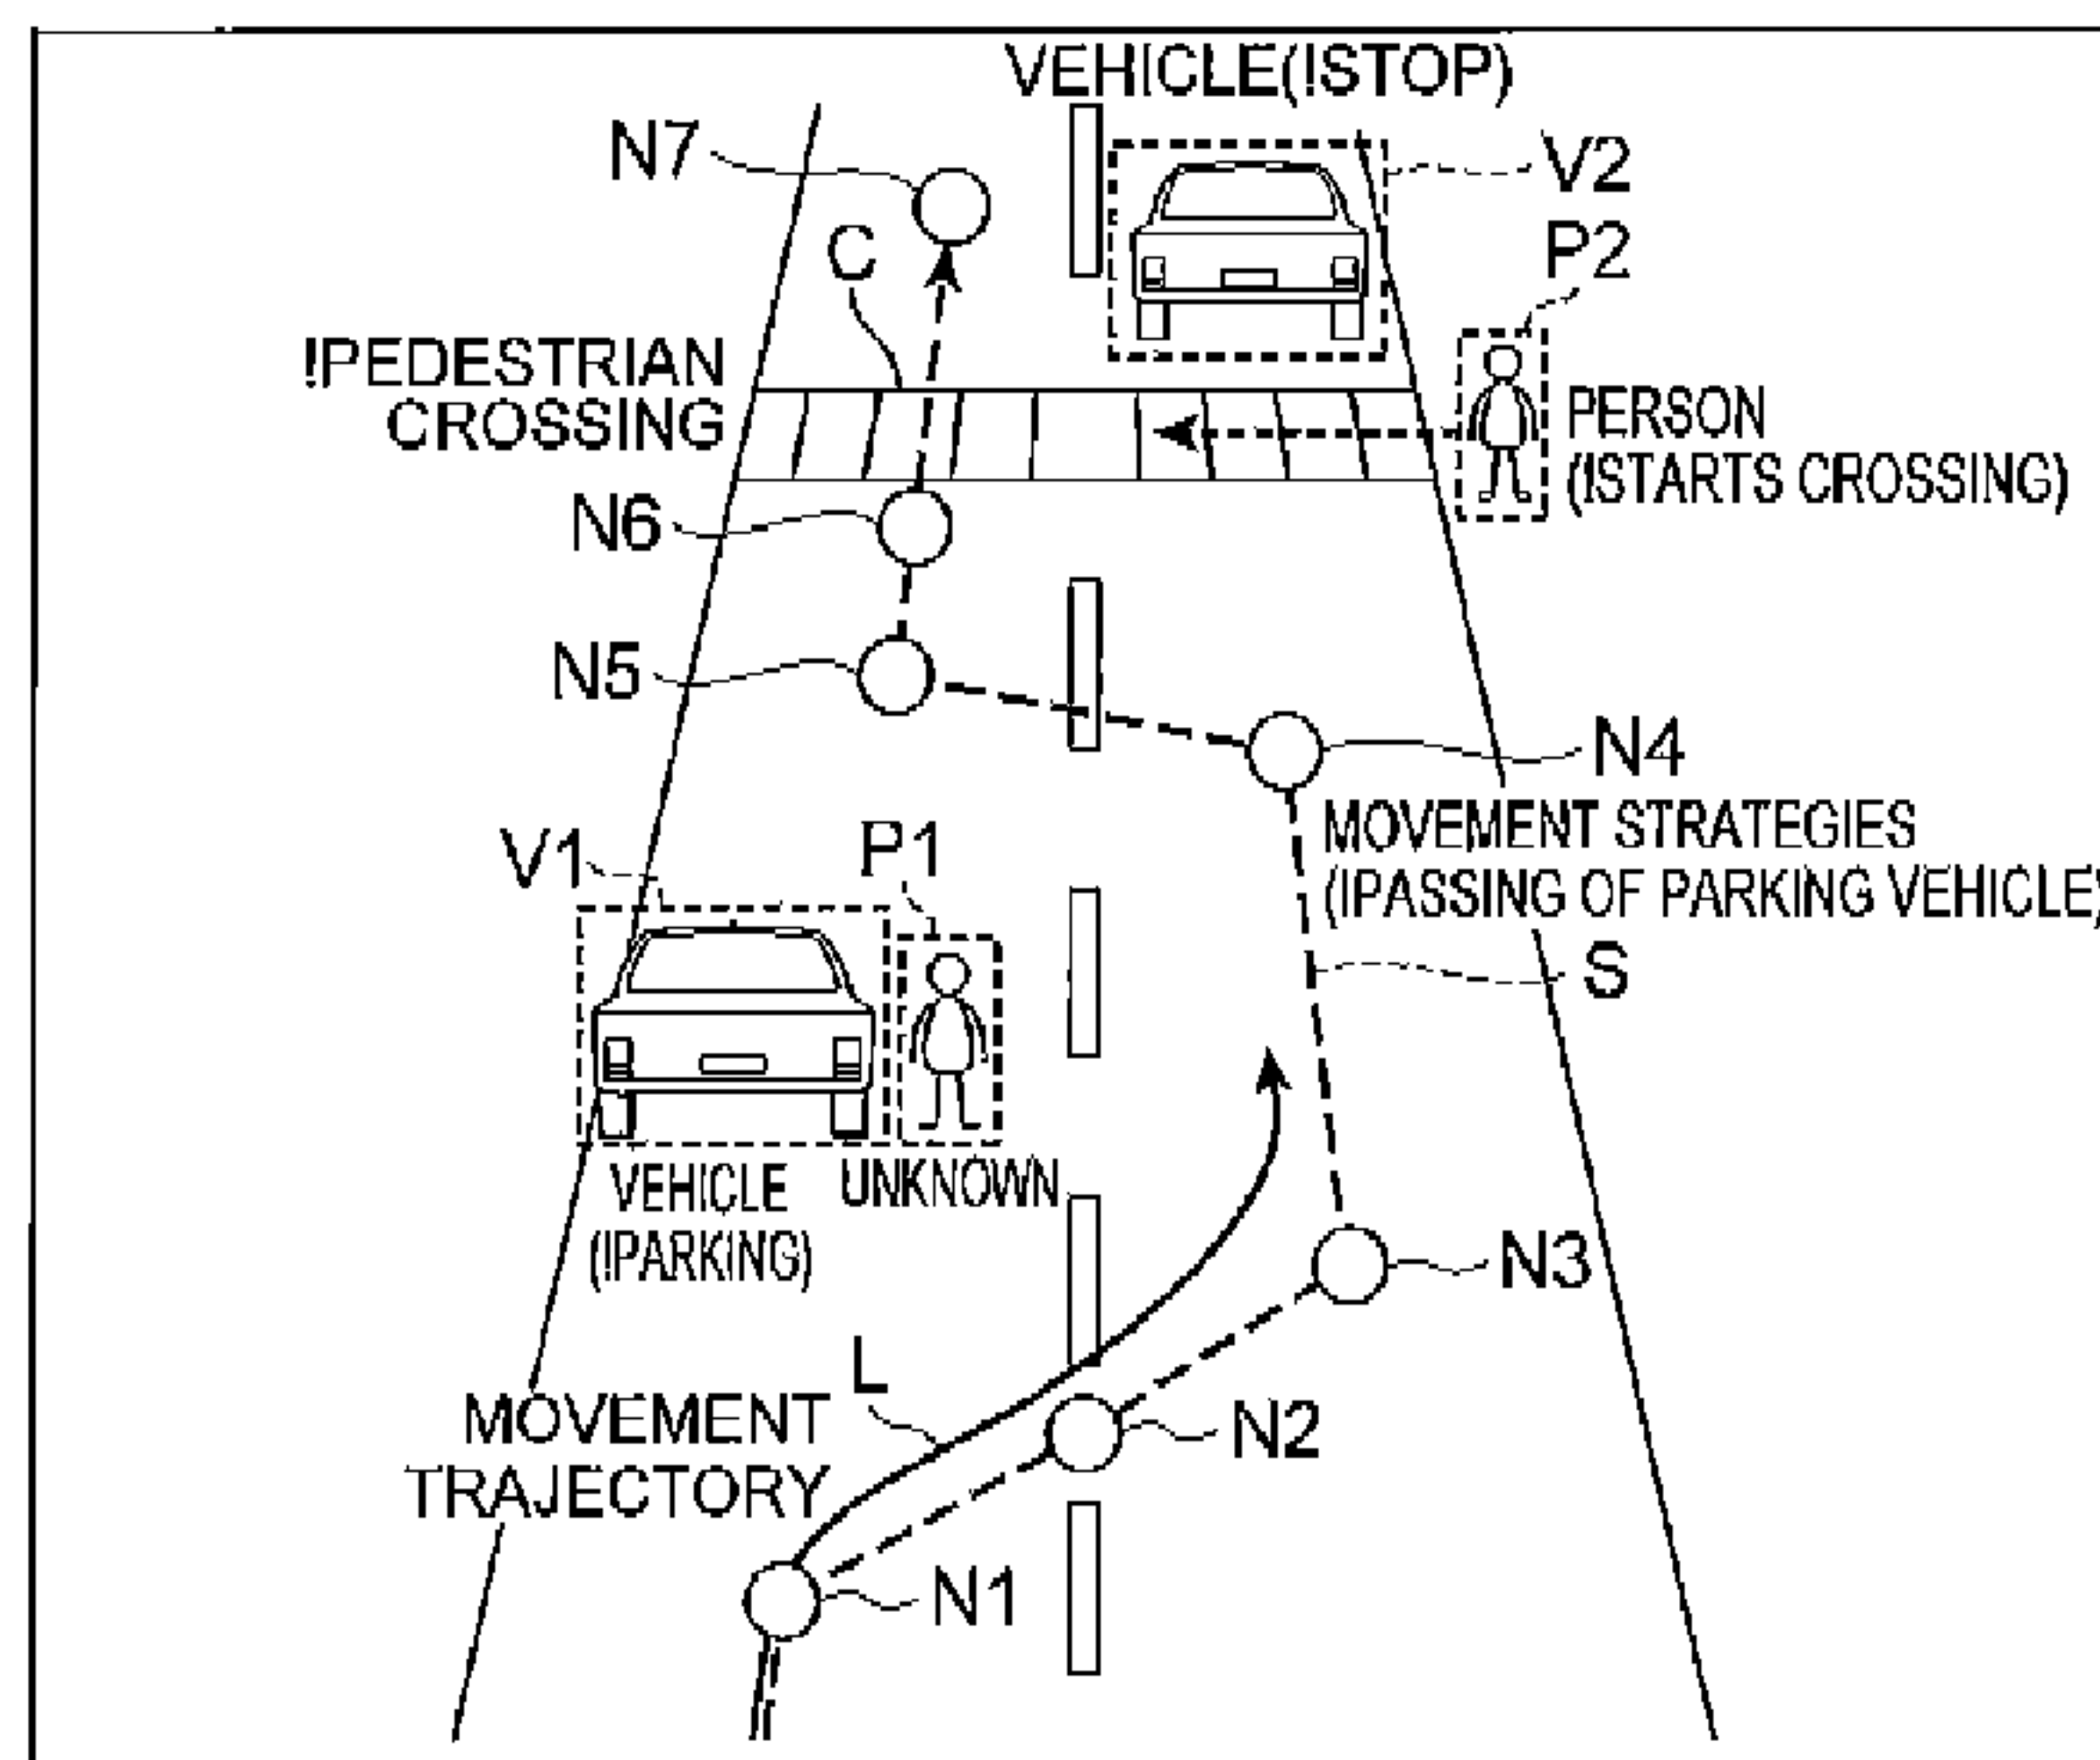 VEHICLE(!STOP)
N7
V2
C
P2
!PEDESTRIAN
CROSSING
PERSON
(!STARTS CROSSING)
N6
N5
N4
MOVEMENT STRATEGIES
(!PASSING OF PARKING VEHICLE)
V1
P1
S
VEHICLE
(!PARKING)
UNKNOWN
N3
L
MOVEMENT
TRAJECTORY
N2
N1